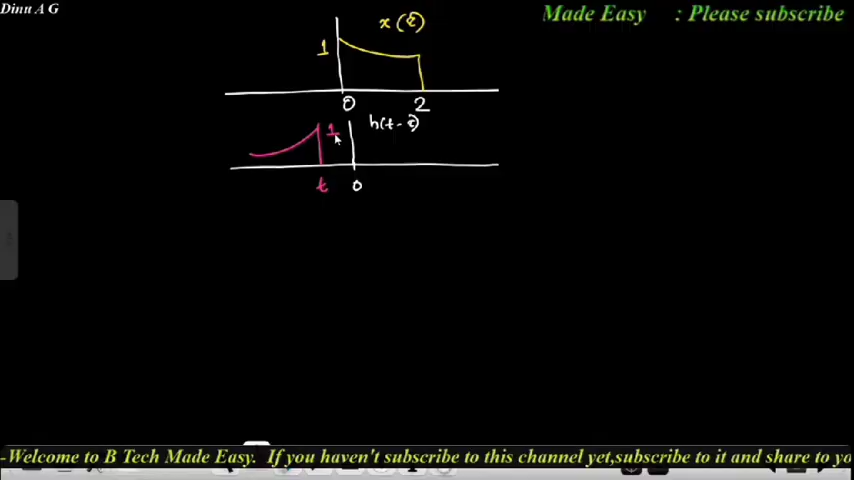 Dinu A G
Made Easy : Please subscribe
x(τ)
1
0 2
h(t-τ)
1
t 0
-Welcome to B Tech Made Easy. If you haven't subscribe to this channel yet,subscribe to it and share to yo